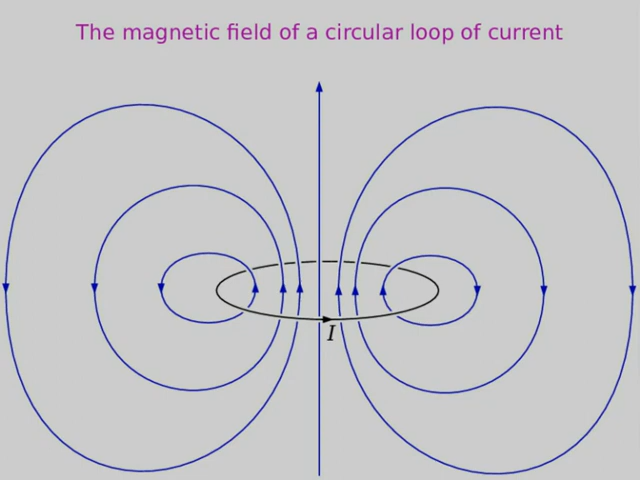 The magnetic field of a circular loop of current
I